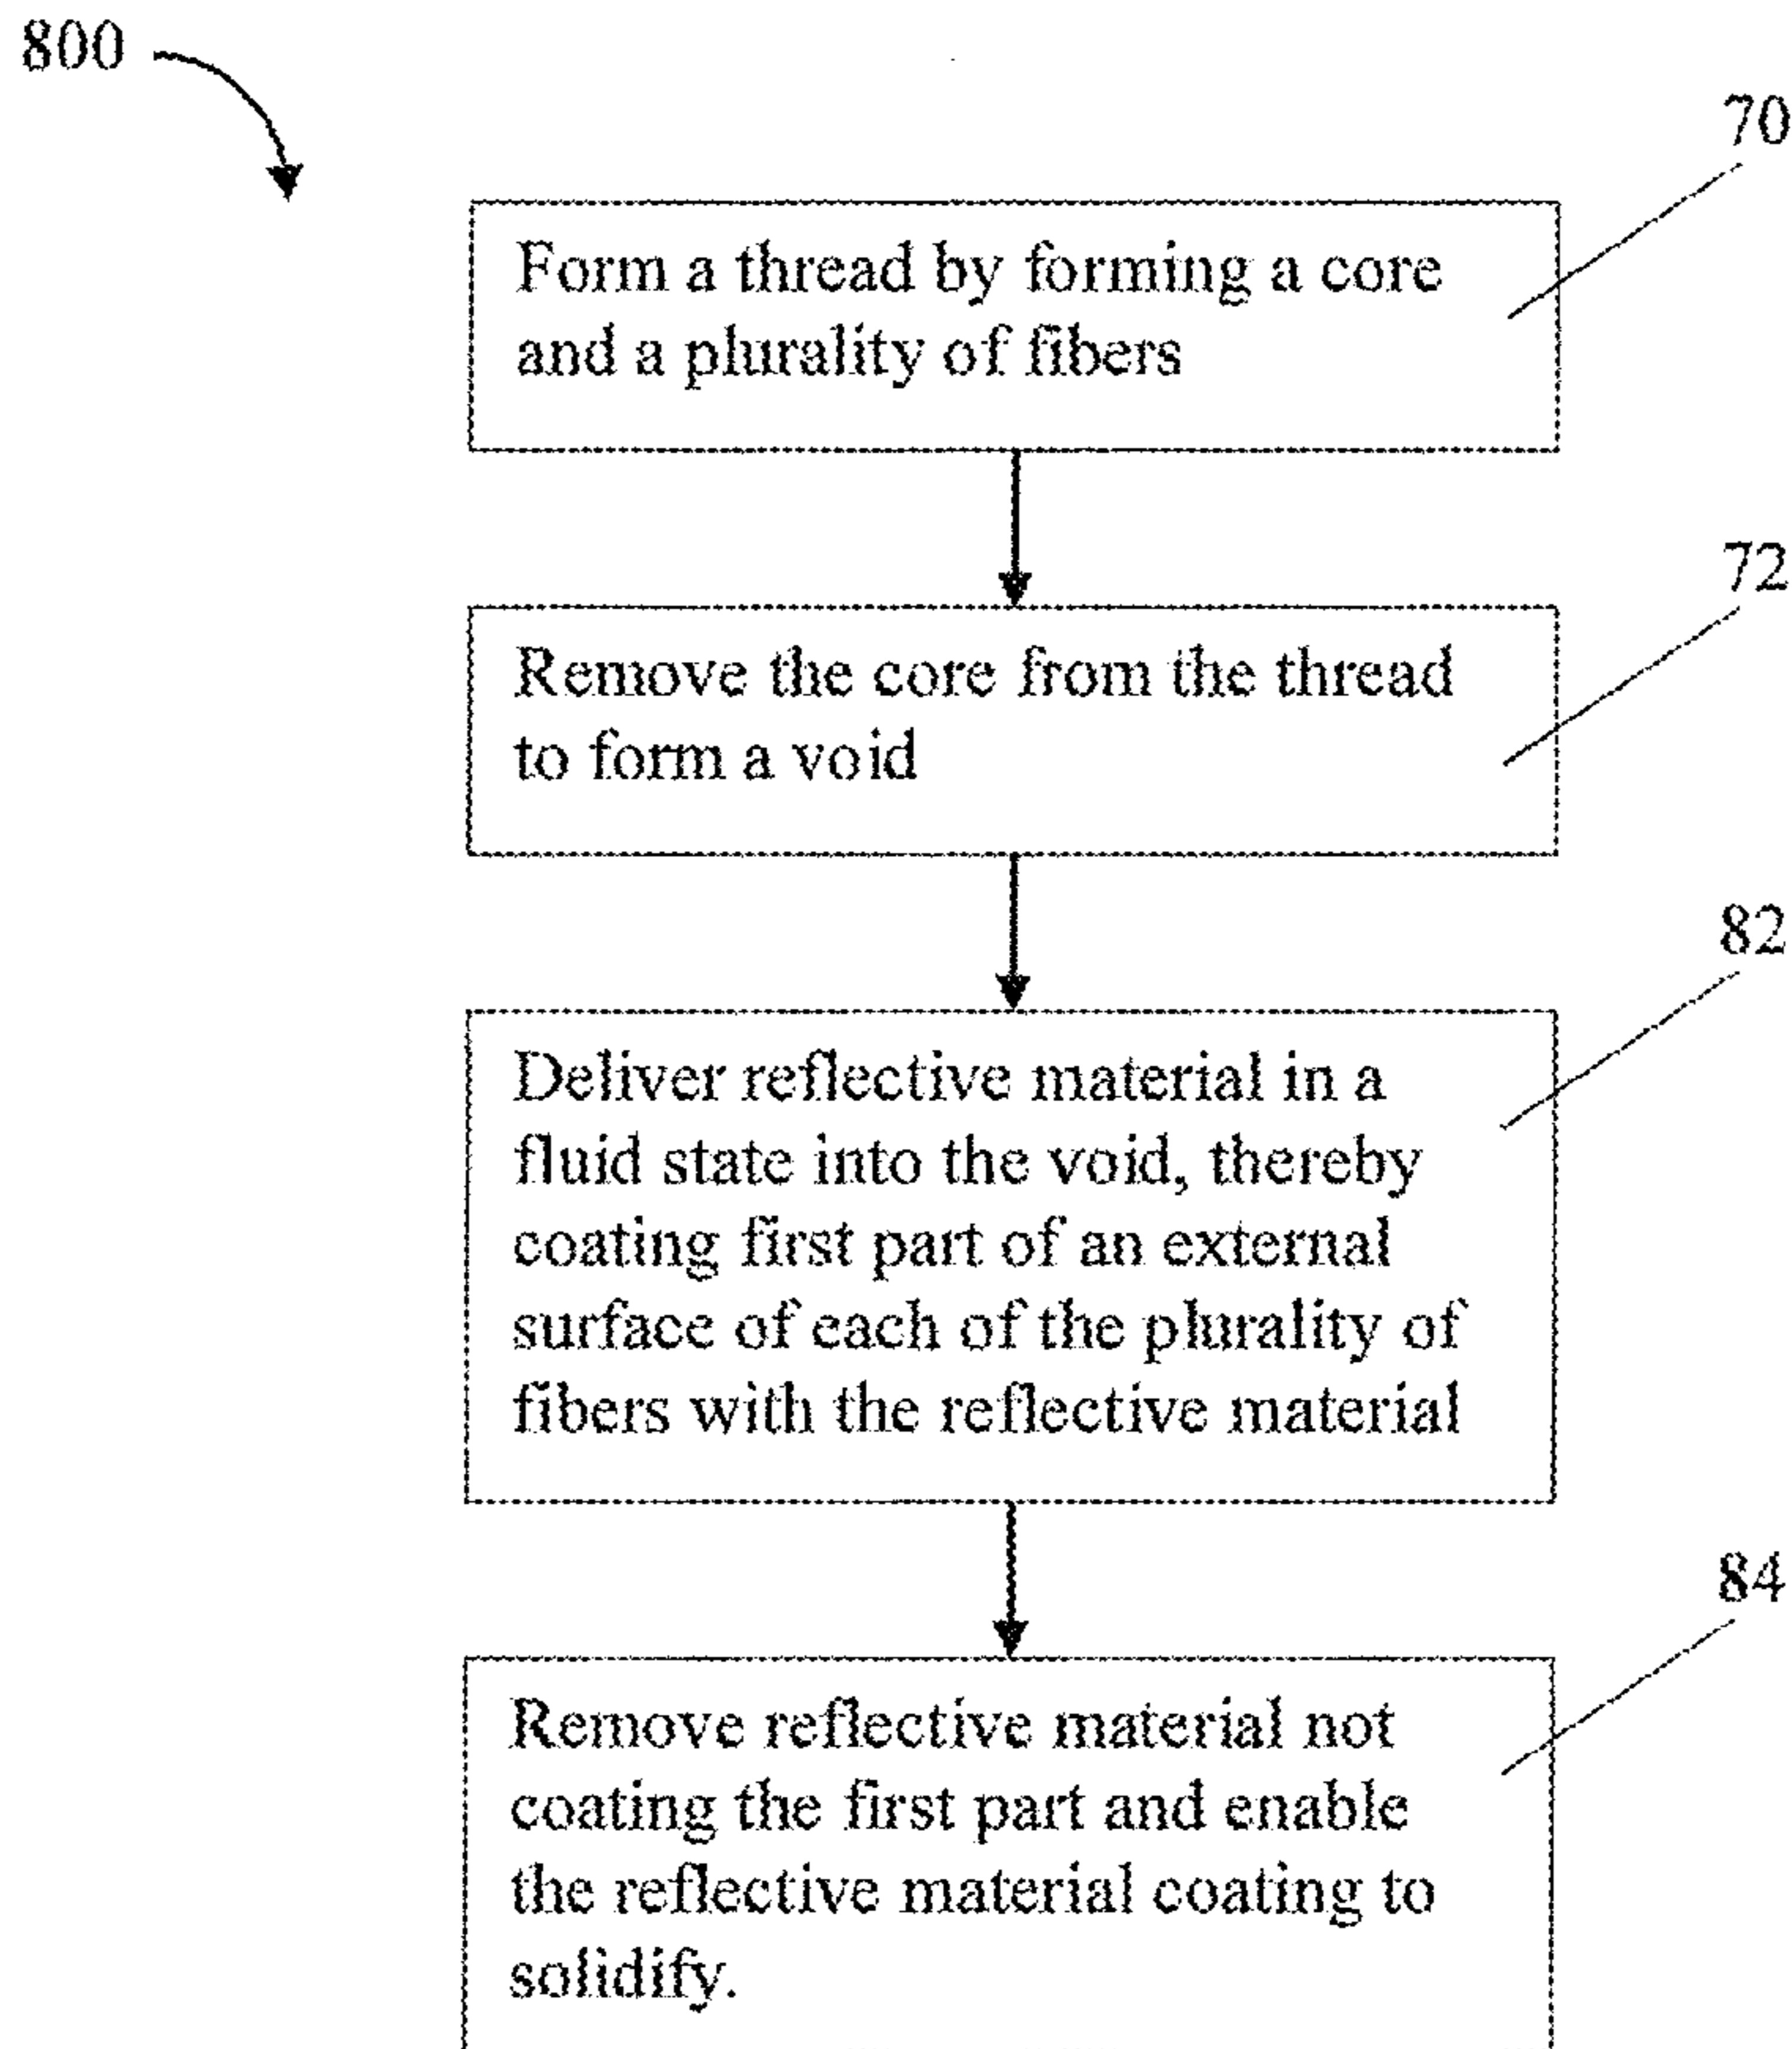 800
70
Form a thread by forming a core
and a plurality of fibers
72
Remove the core from the thread
to form a void
82
Deliver reflective material in a
fluid state into the void, thereby
coating first part of an external
surface of each of the plurality of
fibers with the reflective material
84
Remove reflective material not
coating the first part and enable
the reflective material coating to
solidify.